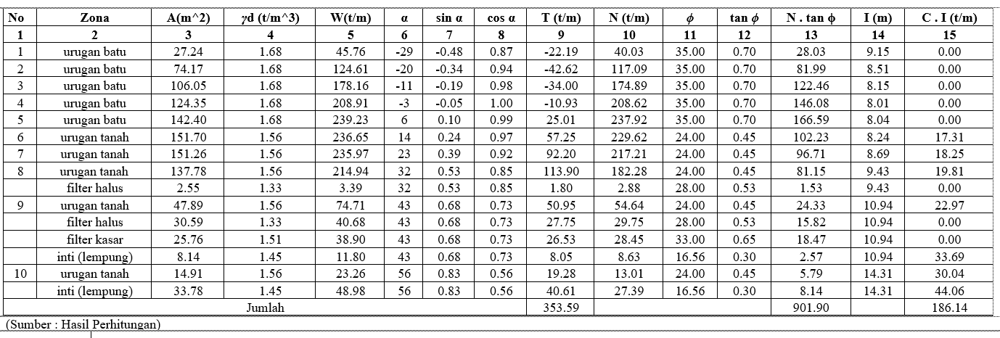 No Zona A(m^2) γd (t/m^3) W(t/m) α sin α cos α T (t/m) N (t/m) ϕ tan ϕ N . tan ϕ I (m) C . I (t/m)
1 2 3 4 5 6 7 8 9 10 11 12 13 14 15
1 urugan batu 27.24 1.68 45.76 -29 -0.48 0.87 -22.19 40.03 35.00 0.70 28.03 9.15 0.00
2 urugan batu 74.17 1.68 124.61 -20 -0.34 0.94 -42.62 117.09 35.00 0.70 81.99 8.51 0.00
3 urugan batu 106.05 1.68 178.16 -11 -0.19 0.98 -34.00 174.89 35.00 0.70 122.46 8.15 0.00
4 urugan batu 124.35 1.68 208.91 -3 -0.05 1.00 -10.93 208.62 35.00 0.70 146.08 8.01 0.00
5 urugan batu 142.40 1.68 239.23 6 0.10 0.99 25.01 237.92 35.00 0.70 166.59 8.04 0.00
6 urugan tanah 151.70 1.56 236.65 14 0.24 0.97 57.25 229.62 24.00 0.45 102.23 8.24 17.31
7 urugan tanah 151.26 1.56 235.97 23 0.39 0.92 92.20 217.21 24.00 0.45 96.71 8.69 18.25
8 urugan tanah 137.78 1.56 214.94 32 0.53 0.85 113.90 182.28 24.00 0.45 81.15 9.43 19.81
filter halus 2.55 1.33 3.39 32 0.53 0.85 1.80 2.88 28.00 0.53 1.53 9.43 0.00
9 urugan tanah 47.89 1.56 74.71 43 0.68 0.73 50.95 54.64 24.00 0.45 24.33 10.94 22.97
filter halus 30.59 1.33 40.68 43 0.68 0.73 27.75 29.75 28.00 0.53 15.82 10.94 0.00
filter kasar 25.76 1.51 38.90 43 0.68 0.73 26.53 28.45 33.00 0.65 18.47 10.94 0.00
inti (lempung) 8.14 1.45 11.80 43 0.68 0.73 8.05 8.63 16.56 0.30 2.57 10.94 33.69
10 urugan tanah 14.91 1.56 23.26 56 0.83 0.56 19.28 13.01 24.00 0.45 5.79 14.31 30.04
inti (lempung) 33.78 1.45 48.98 56 0.83 0.56 40.61 27.39 16.56 0.30 8.14 14.31 44.06
Jumlah 353.59 901.90 186.14
(Sumber : Hasil Perhitungan)